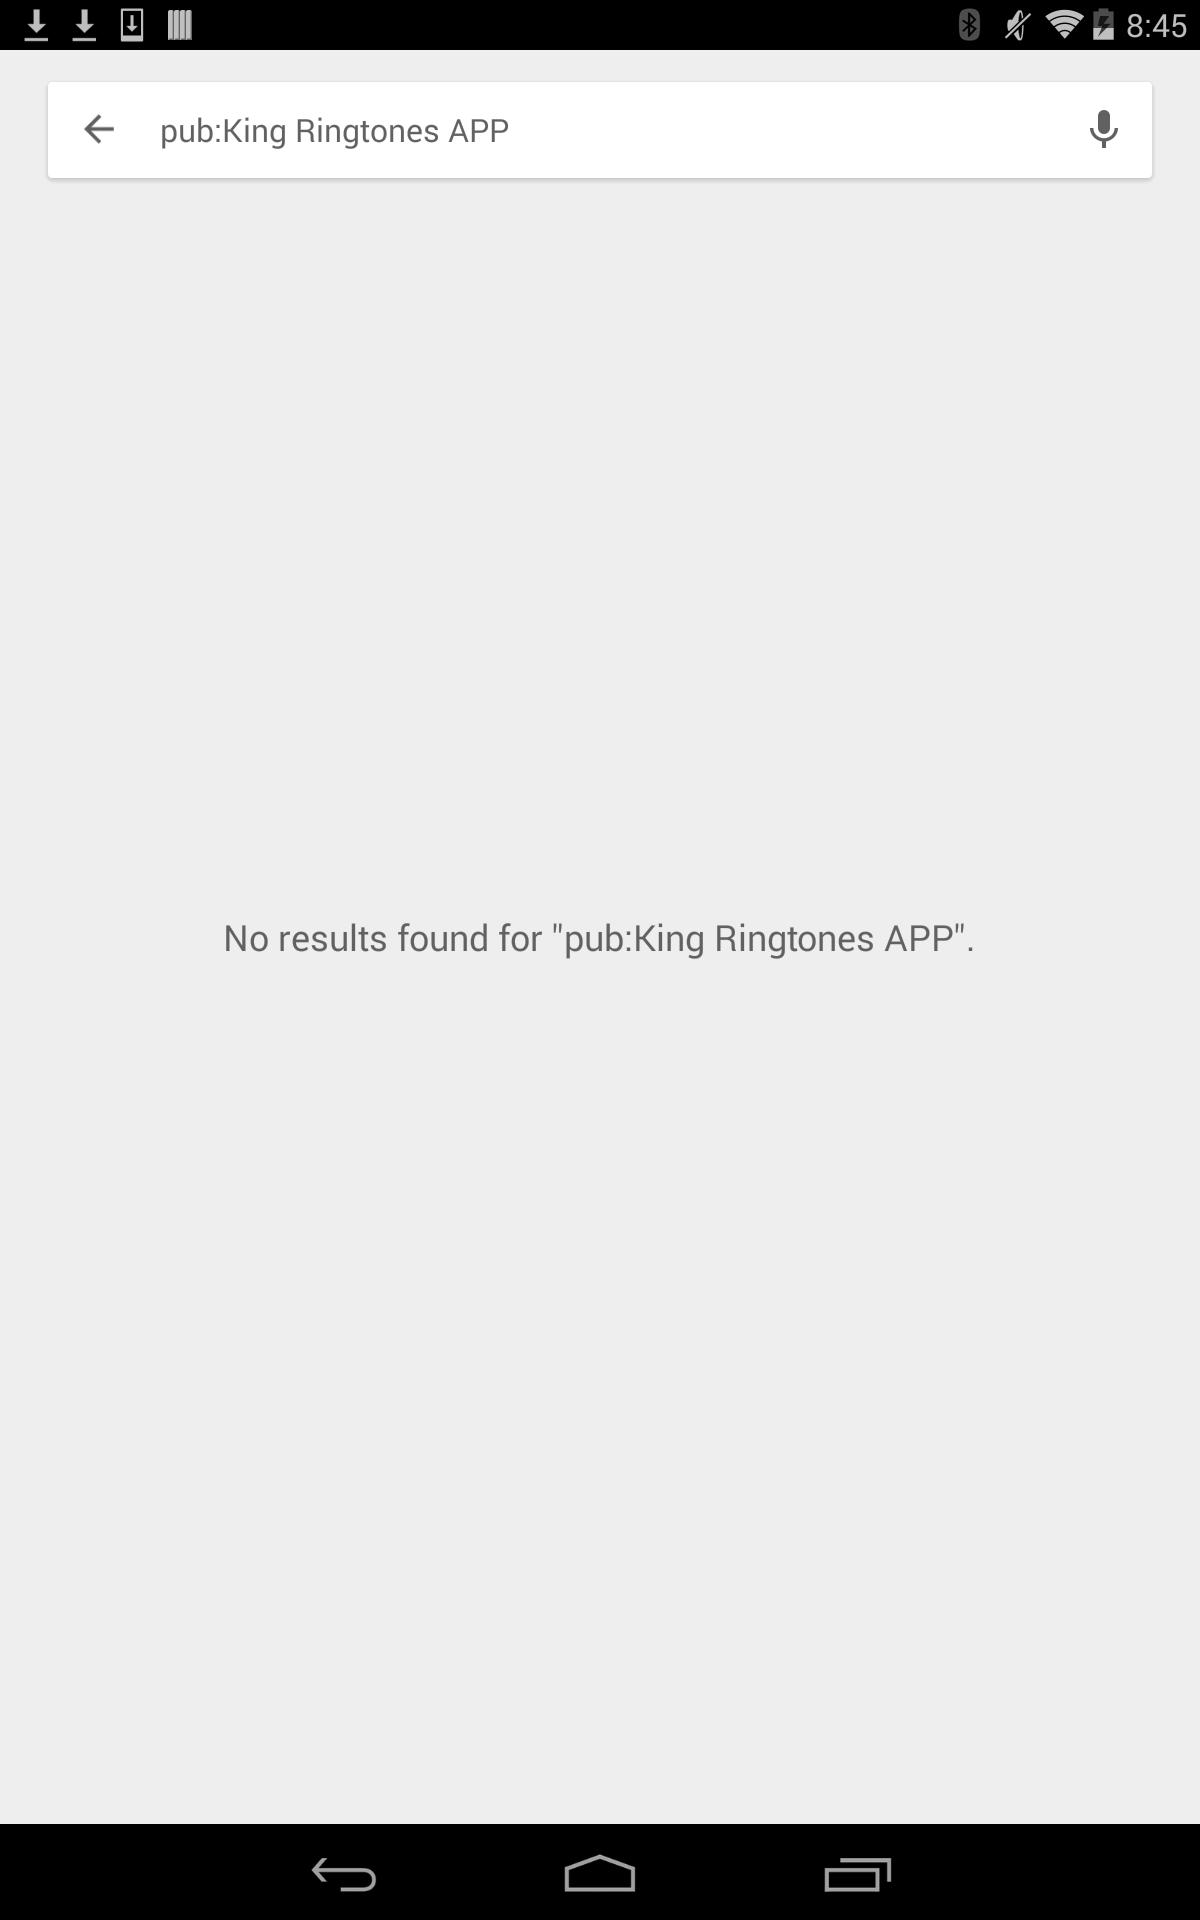 8:45
pub:King Ringtones APP
No results found for "pub:King Ringtones APP".